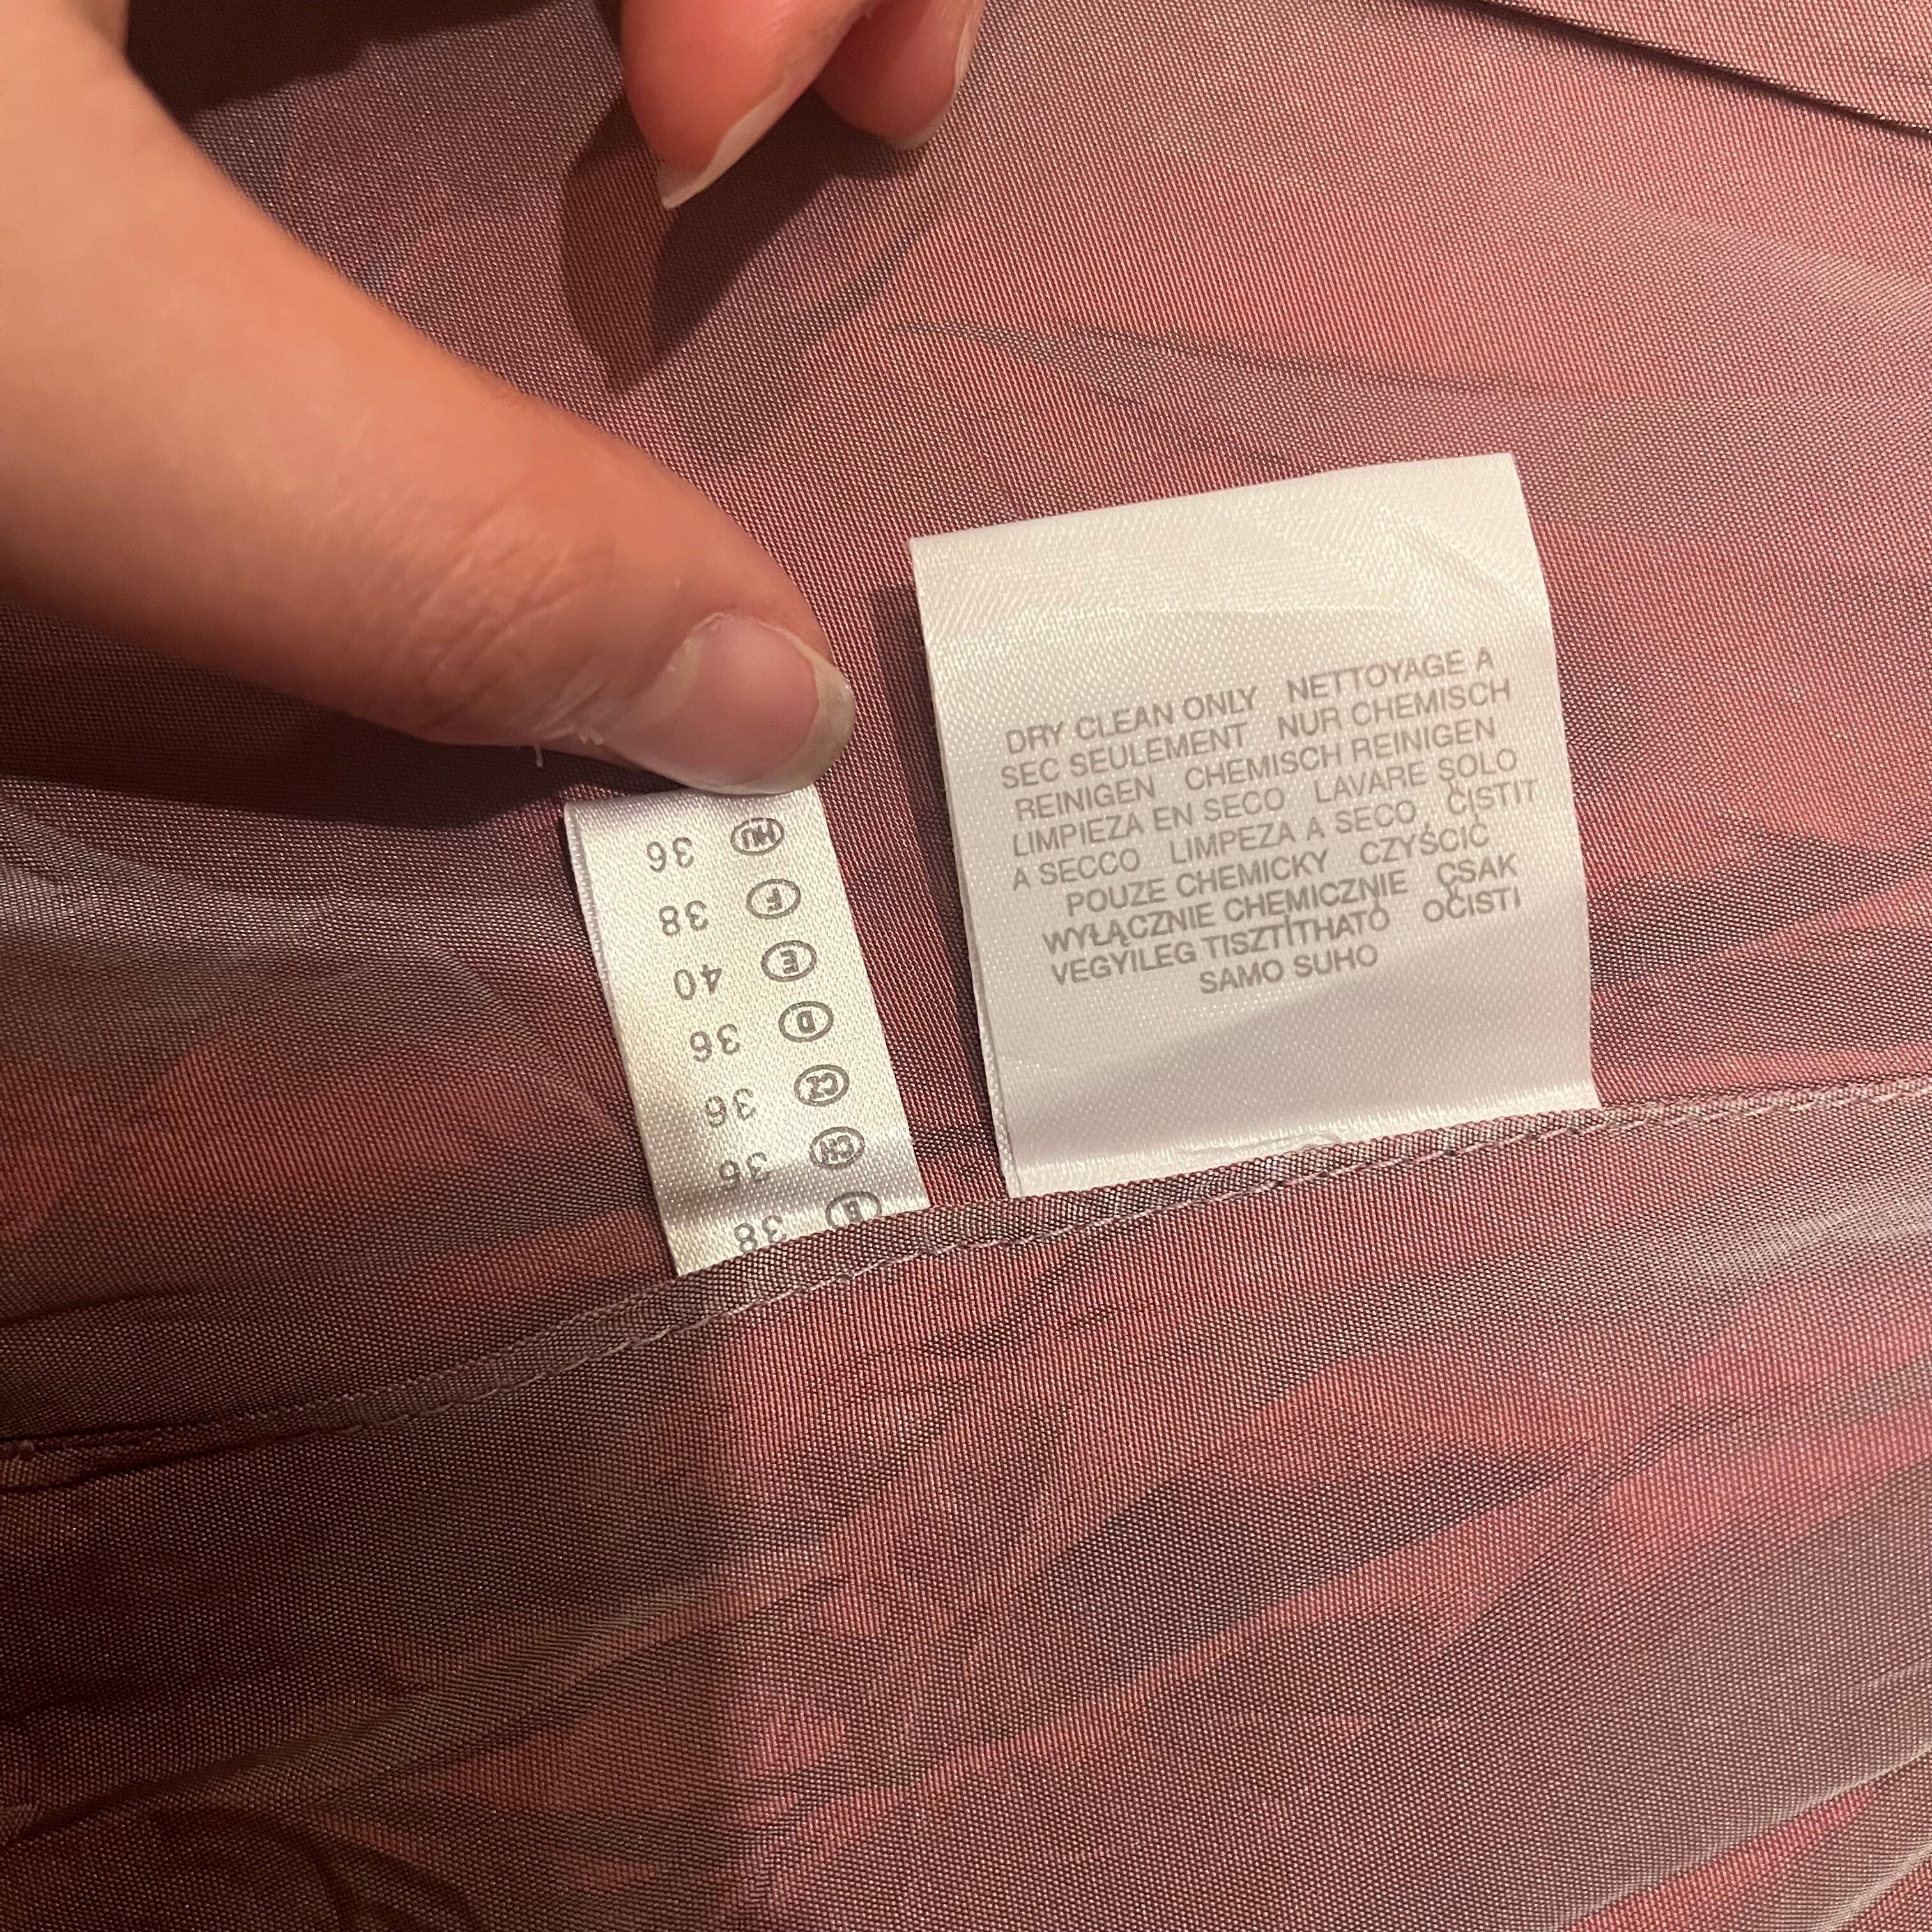 B 38
CH 36
CZ 36
D 36
E 40
F 38
HU 36
DRY CLEAN ONLY NETTOYAGE A
SEC SEULEMENT NUR CHEMISCH
REINIGEN CHEMISCH REINIGEN
LIMPIEZA EN SECO LAVARE SOLO
A SECCO LIMPEZA A SECO ČISTIT
POUZE CHEMICKY CZYŚCIĆ
WYŁĄCZNIE CHEMICZNIE CSAK
VEGYILEG TISZTÍTHATÓ OČISTI
SAMO SUHO